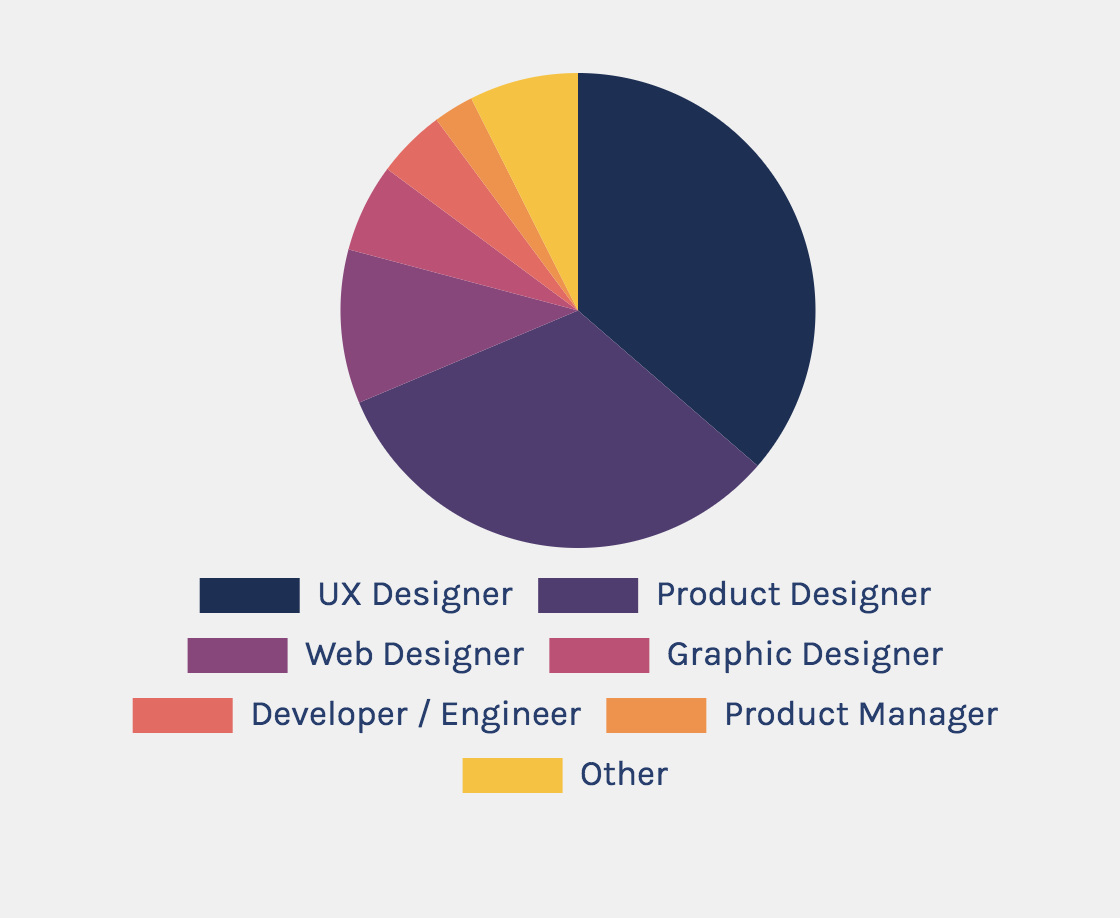 UX Designer Product Designer
Web Designer Graphic Designer
Developer / Engineer Product Manager
Other